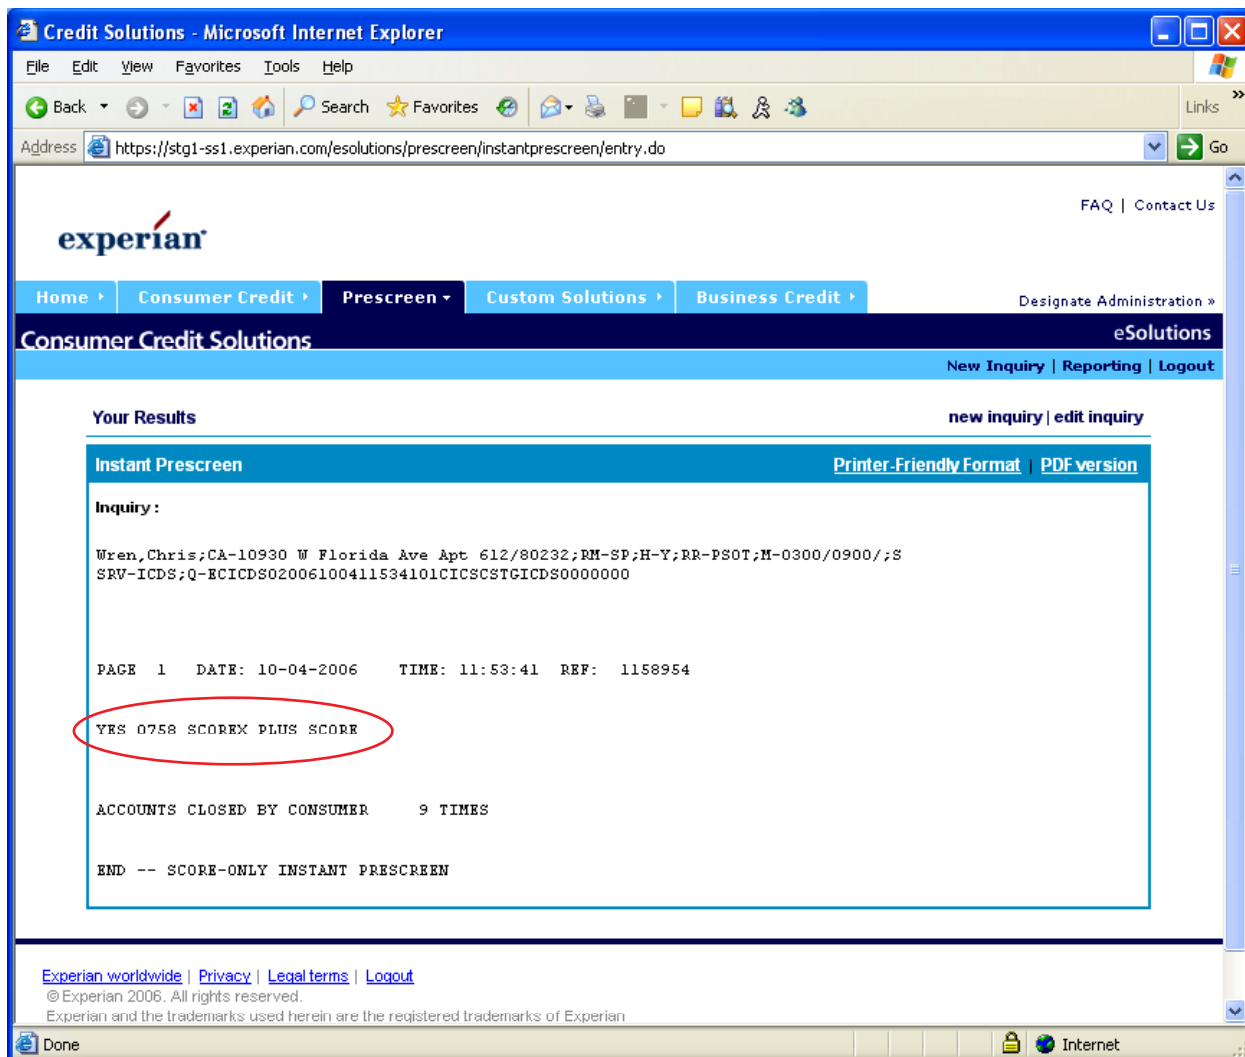 Credit Solutions - Microsoft Internet Explorer
File Edit View Favorites Tools Help
Back Search Favorites Links »
Address https://stg1-ss1.experian.com/esolutions/prescreen/instantprescreen/entry.do Go
FAQ | Contact Us
experian
Home Consumer Credit Prescreen Custom Solutions Business Credit Designate Administration »
Consumer Credit Solutions eSolutions
New Inquiry | Reporting | Logout
Your Results new inquiry | edit inquiry
Instant Prescreen Printer-Friendly Format | PDF version
Inquiry :
Wren,Chris;CA-10930 W Florida Ave Apt 612/80232;RM-SP;H-Y;RR-PSOT;M-0300/0900/;S
SRV-ICDS;Q-ECICDS02006100411534101CICSCSTGICDS0000000
PAGE 1 DATE: 10-04-2006 TIME: 11:53:41 REF: 1158954
YES 0758 SCOREX PLUS SCORE
ACCOUNTS CLOSED BY CONSUMER 9 TIMES
END -- SCORE-ONLY INSTANT PRESCREEN
Experian worldwide | Privacy | Legal terms | Logout
© Experian 2006. All rights reserved.
Experian and the trademarks used herein are the registered trademarks of Experian
Done Internet